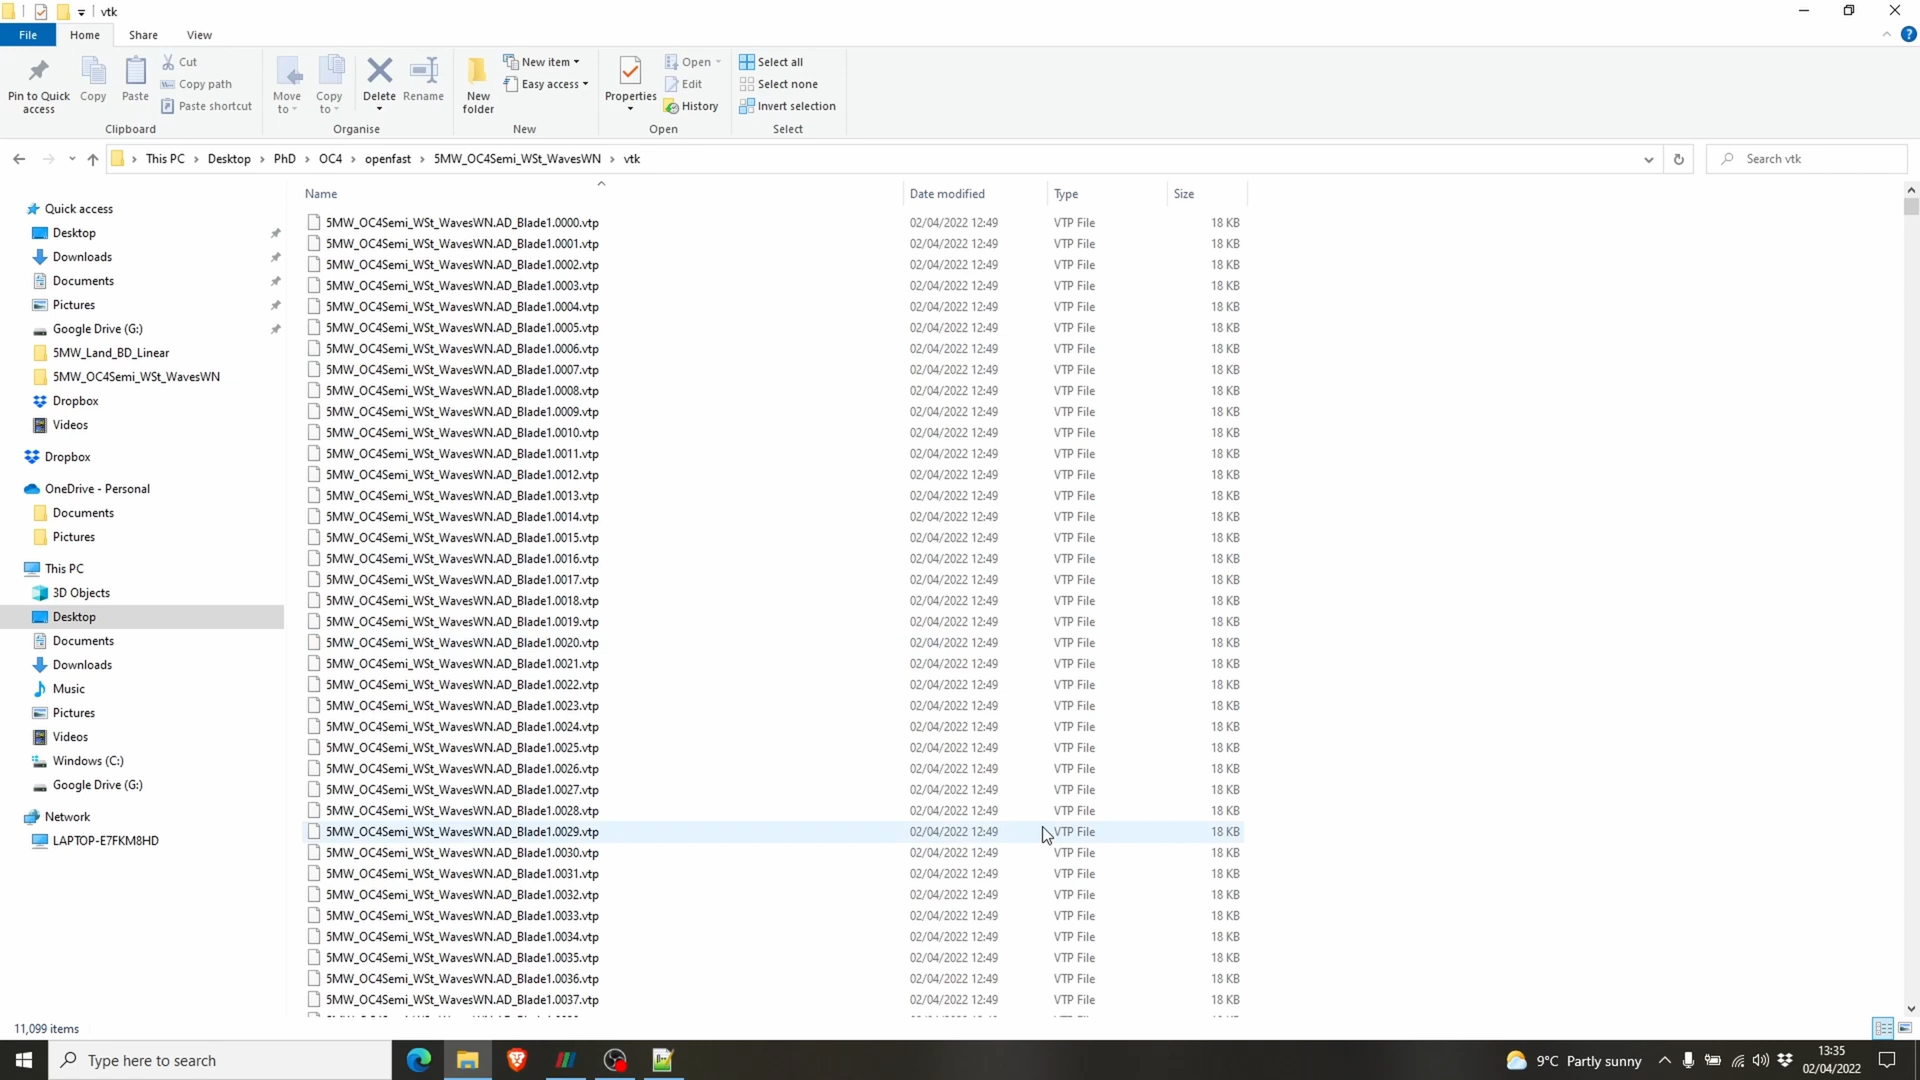 vtk
File Home Share View
Pin to Quick access
Copy
Paste
Cut
Copy path
Paste shortcut
Clipboard
Move to
Copy to
Delete
Rename
Organise
New folder
New item
Easy access
New
Properties
Open
Edit
History
Open
Select all
Select none
Invert selection
Select
This PC › Desktop › PhD › OC4 › openfast › 5MW_OC4Semi_WSt_WavesWN › vtk
Search vtk
Quick access
Desktop
Downloads
Documents
Pictures
Google Drive (G:)
5MW_Land_BD_Linear
5MW_OC4Semi_WSt_WavesWN
Dropbox
Videos
Dropbox
OneDrive - Personal
Documents
Pictures
This PC
3D Objects
Desktop
Documents
Downloads
Music
Pictures
Videos
Windows (C:)
Google Drive (G:)
Network
LAPTOP-E7FKM8HD
Name Date modified Type Size
5MW_OC4Semi_WSt_WavesWN.AD_Blade1.0000.vtp 02/04/2022 12:49 VTP File 18 KB
5MW_OC4Semi_WSt_WavesWN.AD_Blade1.0001.vtp 02/04/2022 12:49 VTP File 18 KB
5MW_OC4Semi_WSt_WavesWN.AD_Blade1.0002.vtp 02/04/2022 12:49 VTP File 18 KB
5MW_OC4Semi_WSt_WavesWN.AD_Blade1.0003.vtp 02/04/2022 12:49 VTP File 18 KB
5MW_OC4Semi_WSt_WavesWN.AD_Blade1.0004.vtp 02/04/2022 12:49 VTP File 18 KB
5MW_OC4Semi_WSt_WavesWN.AD_Blade1.0005.vtp 02/04/2022 12:49 VTP File 18 KB
5MW_OC4Semi_WSt_WavesWN.AD_Blade1.0006.vtp 02/04/2022 12:49 VTP File 18 KB
5MW_OC4Semi_WSt_WavesWN.AD_Blade1.0007.vtp 02/04/2022 12:49 VTP File 18 KB
5MW_OC4Semi_WSt_WavesWN.AD_Blade1.0008.vtp 02/04/2022 12:49 VTP File 18 KB
5MW_OC4Semi_WSt_WavesWN.AD_Blade1.0009.vtp 02/04/2022 12:49 VTP File 18 KB
5MW_OC4Semi_WSt_WavesWN.AD_Blade1.0010.vtp 02/04/2022 12:49 VTP File 18 KB
5MW_OC4Semi_WSt_WavesWN.AD_Blade1.0011.vtp 02/04/2022 12:49 VTP File 18 KB
5MW_OC4Semi_WSt_WavesWN.AD_Blade1.0012.vtp 02/04/2022 12:49 VTP File 18 KB
5MW_OC4Semi_WSt_WavesWN.AD_Blade1.0013.vtp 02/04/2022 12:49 VTP File 18 KB
5MW_OC4Semi_WSt_WavesWN.AD_Blade1.0014.vtp 02/04/2022 12:49 VTP File 18 KB
5MW_OC4Semi_WSt_WavesWN.AD_Blade1.0015.vtp 02/04/2022 12:49 VTP File 18 KB
5MW_OC4Semi_WSt_WavesWN.AD_Blade1.0016.vtp 02/04/2022 12:49 VTP File 18 KB
5MW_OC4Semi_WSt_WavesWN.AD_Blade1.0017.vtp 02/04/2022 12:49 VTP File 18 KB
5MW_OC4Semi_WSt_WavesWN.AD_Blade1.0018.vtp 02/04/2022 12:49 VTP File 18 KB
5MW_OC4Semi_WSt_WavesWN.AD_Blade1.0019.vtp 02/04/2022 12:49 VTP File 18 KB
5MW_OC4Semi_WSt_WavesWN.AD_Blade1.0020.vtp 02/04/2022 12:49 VTP File 18 KB
5MW_OC4Semi_WSt_WavesWN.AD_Blade1.0021.vtp 02/04/2022 12:49 VTP File 18 KB
5MW_OC4Semi_WSt_WavesWN.AD_Blade1.0022.vtp 02/04/2022 12:49 VTP File 18 KB
5MW_OC4Semi_WSt_WavesWN.AD_Blade1.0023.vtp 02/04/2022 12:49 VTP File 18 KB
5MW_OC4Semi_WSt_WavesWN.AD_Blade1.0024.vtp 02/04/2022 12:49 VTP File 18 KB
5MW_OC4Semi_WSt_WavesWN.AD_Blade1.0025.vtp 02/04/2022 12:49 VTP File 18 KB
5MW_OC4Semi_WSt_WavesWN.AD_Blade1.0026.vtp 02/04/2022 12:49 VTP File 18 KB
5MW_OC4Semi_WSt_WavesWN.AD_Blade1.0027.vtp 02/04/2022 12:49 VTP File 18 KB
5MW_OC4Semi_WSt_WavesWN.AD_Blade1.0028.vtp 02/04/2022 12:49 VTP File 18 KB
5MW_OC4Semi_WSt_WavesWN.AD_Blade1.0029.vtp 02/04/2022 12:49 VTP File 18 KB
5MW_OC4Semi_WSt_WavesWN.AD_Blade1.0030.vtp 02/04/2022 12:49 VTP File 18 KB
5MW_OC4Semi_WSt_WavesWN.AD_Blade1.0031.vtp 02/04/2022 12:49 VTP File 18 KB
5MW_OC4Semi_WSt_WavesWN.AD_Blade1.0032.vtp 02/04/2022 12:49 VTP File 18 KB
5MW_OC4Semi_WSt_WavesWN.AD_Blade1.0033.vtp 02/04/2022 12:49 VTP File 18 KB
5MW_OC4Semi_WSt_WavesWN.AD_Blade1.0034.vtp 02/04/2022 12:49 VTP File 18 KB
5MW_OC4Semi_WSt_WavesWN.AD_Blade1.0035.vtp 02/04/2022 12:49 VTP File 18 KB
5MW_OC4Semi_WSt_WavesWN.AD_Blade1.0036.vtp 02/04/2022 12:49 VTP File 18 KB
5MW_OC4Semi_WSt_WavesWN.AD_Blade1.0037.vtp 02/04/2022 12:49 VTP File 18 KB
11,099 items
Type here to search
9°C Partly sunny
13:35
02/04/2022